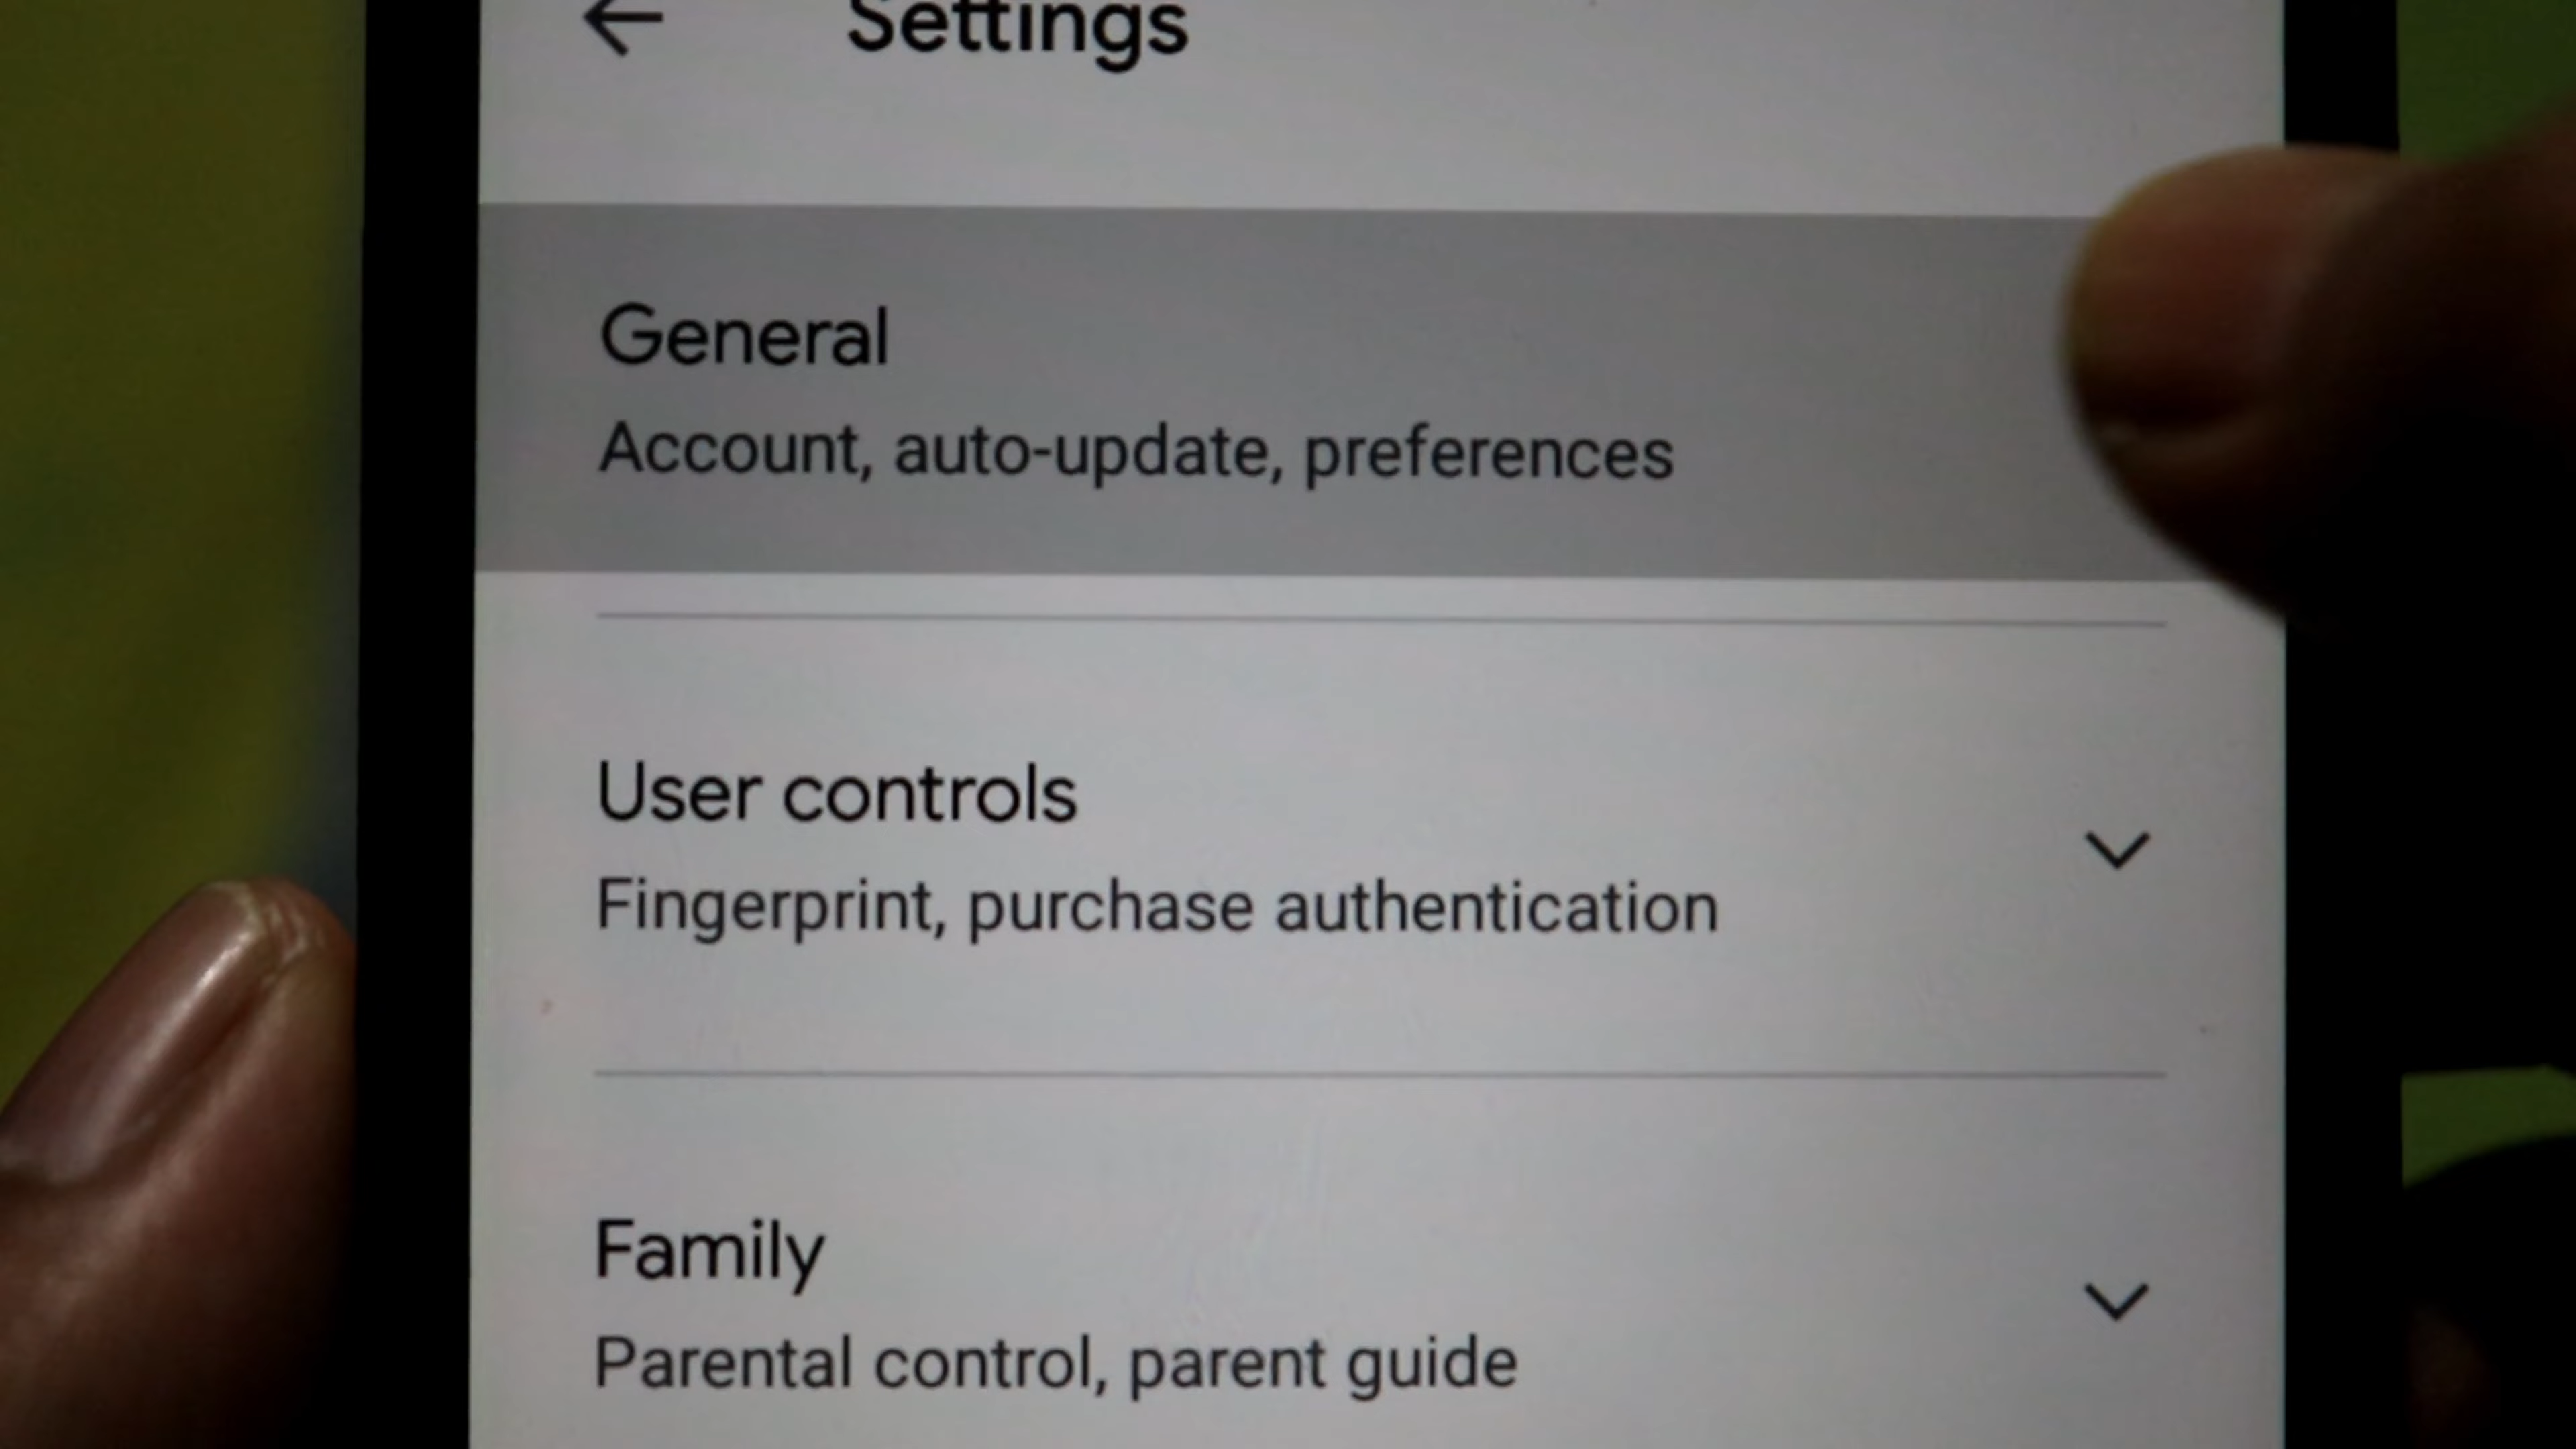 Settings
General
Account, auto-update, preferences
User controls
Fingerprint, purchase authentication
Family
Parental control, parent guide